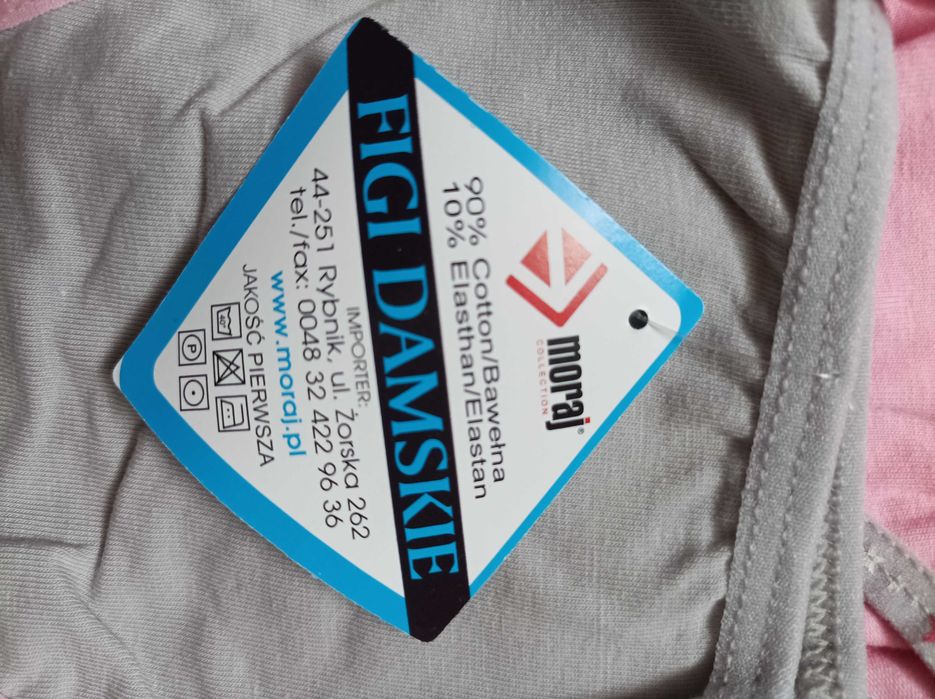 moraj®
COLLECTION
90% Cotton/Bawełna
10% Elasthan/Elastan
FIGI DAMSKIE
IMPORTER:
44-251 Rybnik, ul. Żorska 262
tel./fax: 0048 32 422 96 36
www.moraj.pl
JAKOŚĆ PIERWSZA
P